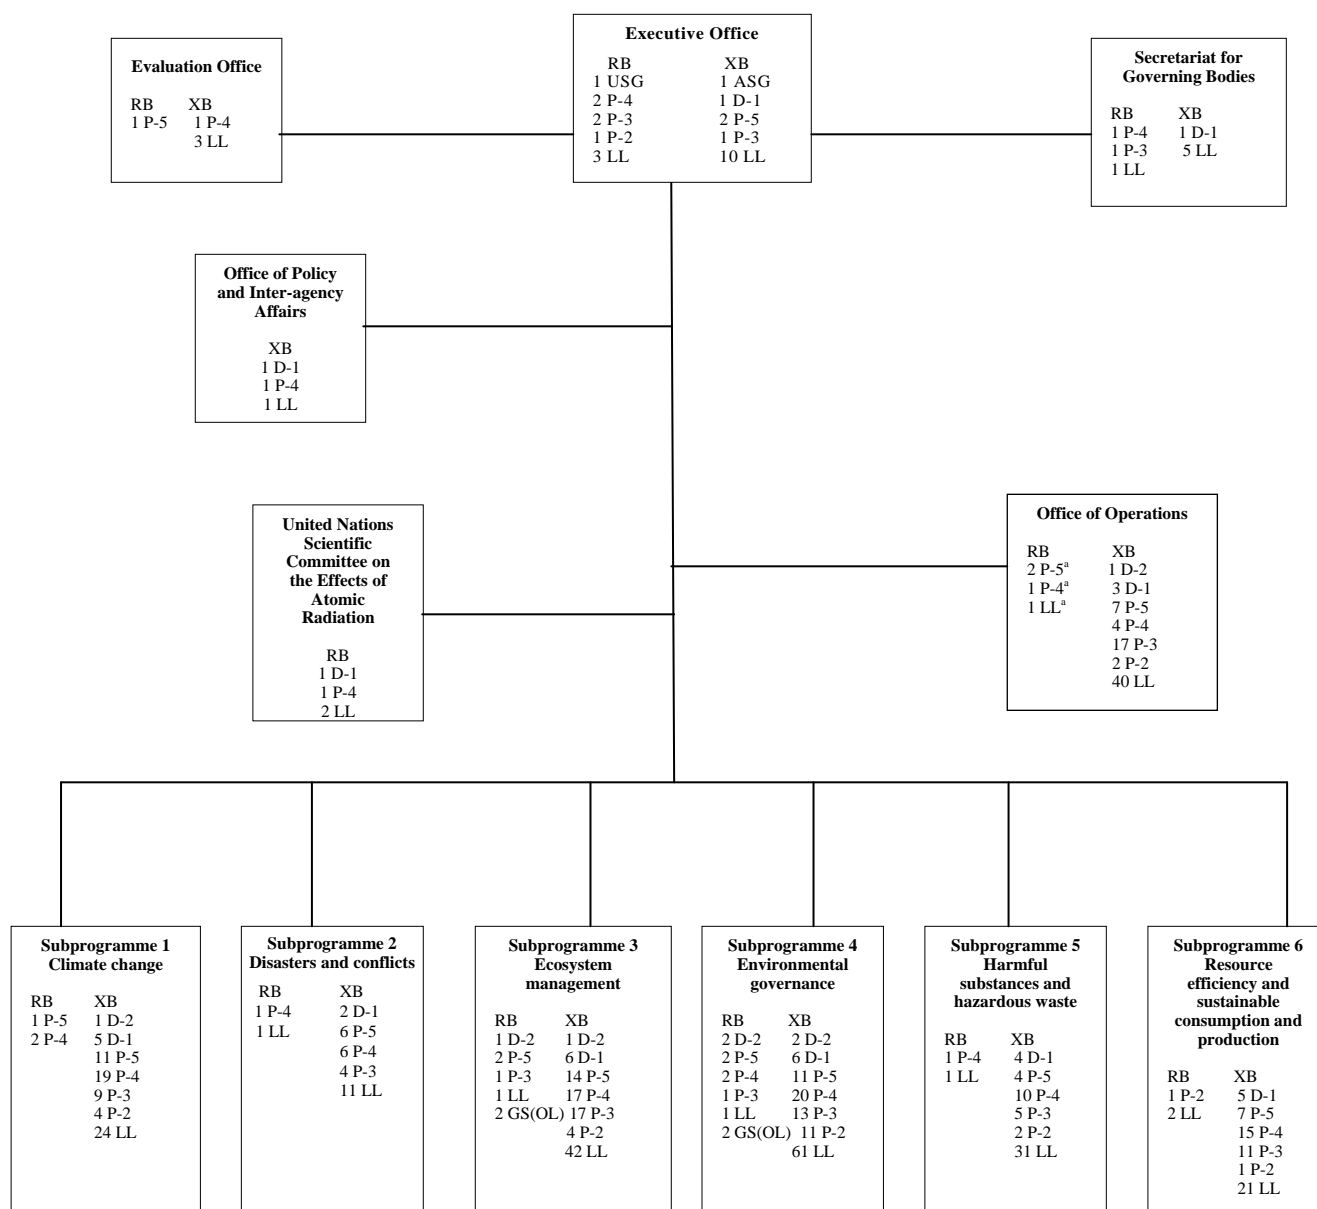 Executive Office
RB XB
1 USG 1 ASG
2 P-4 1 D-1
2 P-3 2 P-5
1 P-2 1 P-3
3 LL 10 LL
Evaluation Office
RB XB
1 P-5 1 P-4
3 LL
Secretariat for
Governing Bodies
RB XB
1 P-4 1 D-1
1 P-3 5 LL
1 LL
Office of Policy
and Inter-agency
Affairs
XB
1 D-1
1 P-4
1 LL
United Nations
Scientific
Committee on
the Effects of
Atomic
Radiation
RB
1 D-1
1 P-4
2 LL
Office of Operations
RB XB
2 P-5a 1 D-2
1 P-4a 3 D-1
1 LLa 7 P-5
4 P-4
17 P-3
2 P-2
40 LL
Subprogramme 1
Climate change
RB XB
1 P-5 1 D-2
2 P-4 5 D-1
11 P-5
19 P-4
9 P-3
4 P-2
24 LL
Subprogramme 2
Disasters and conflicts
RB XB
1 P-4 2 D-1
1 LL 6 P-5
6 P-4
4 P-3
11 LL
Subprogramme 3
Ecosystem
management
RB XB
1 D-2 1 D-2
2 P-5 6 D-1
1 P-3 14 P-5
1 LL 17 P-4
2 GS(OL) 17 P-3
4 P-2
42 LL
Subprogramme 4
Environmental
governance
RB XB
2 D-2 2 D-2
2 P-5 6 D-1
2 P-4 11 P-5
1 P-3 20 P-4
1 LL 13 P-3
2 GS(OL) 11 P-2
61 LL
Subprogramme 5
Harmful
substances and
hazardous waste
RB XB
1 P-4 4 D-1
1 LL 4 P-5
10 P-4
5 P-3
2 P-2
31 LL
Subprogramme 6
Resource
efficiency and
sustainable
consumption and
production
RB XB
1 P-2 5 D-1
2 LL 7 P-5
15 P-4
11 P-3
1 P-2
21 LL